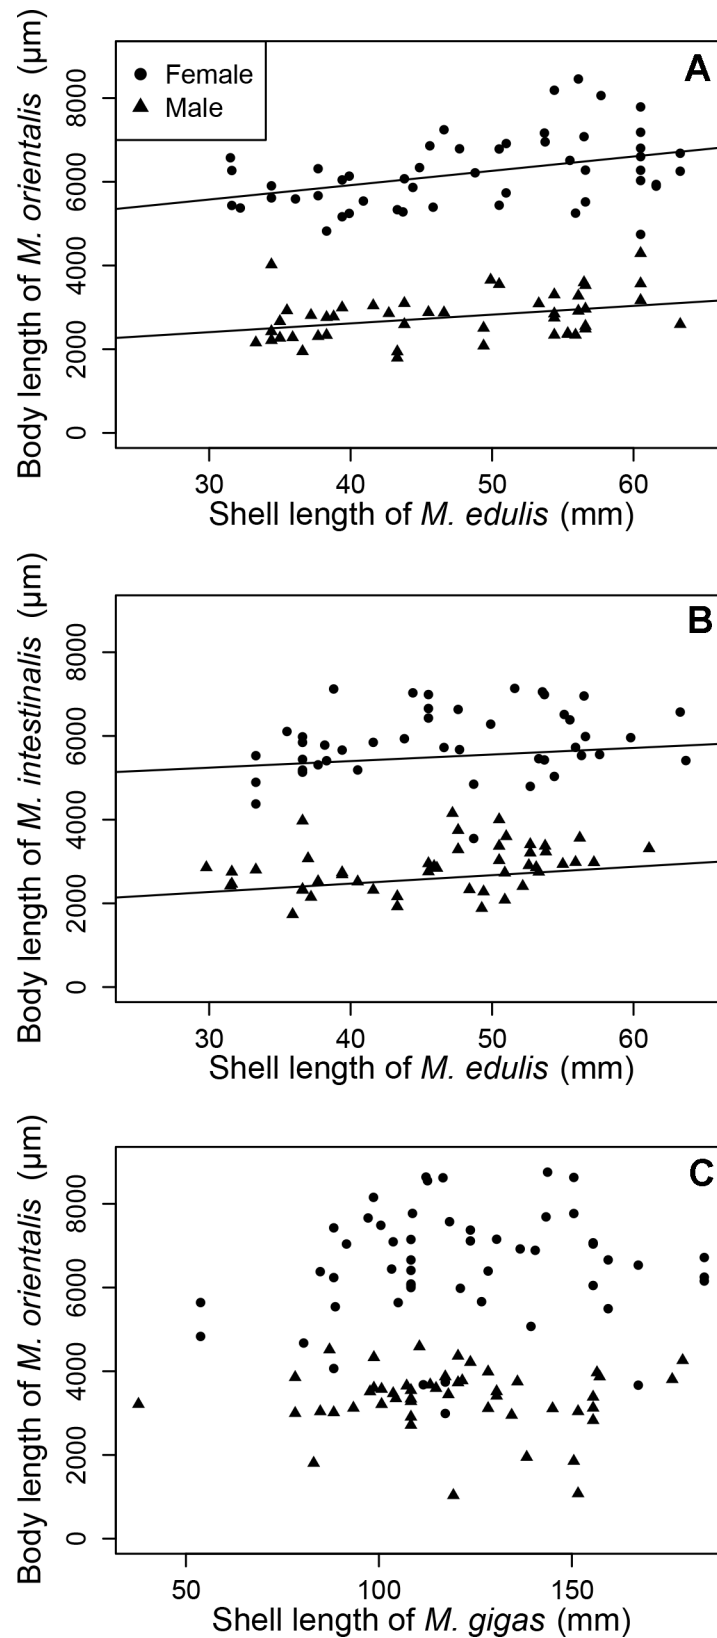 A
Female
Male
Body length of M. orientalis (μm)
8000
6000
4000
2000
0
30 40 50 60
Shell length of M. edulis (mm)
B
Body length of M. intestinalis (μm)
8000
6000
4000
2000
0
30 40 50 60
Shell length of M. edulis (mm)
C
Body length of M. orientalis (μm)
8000
6000
4000
2000
0
50 100 150
Shell length of M. gigas (mm)